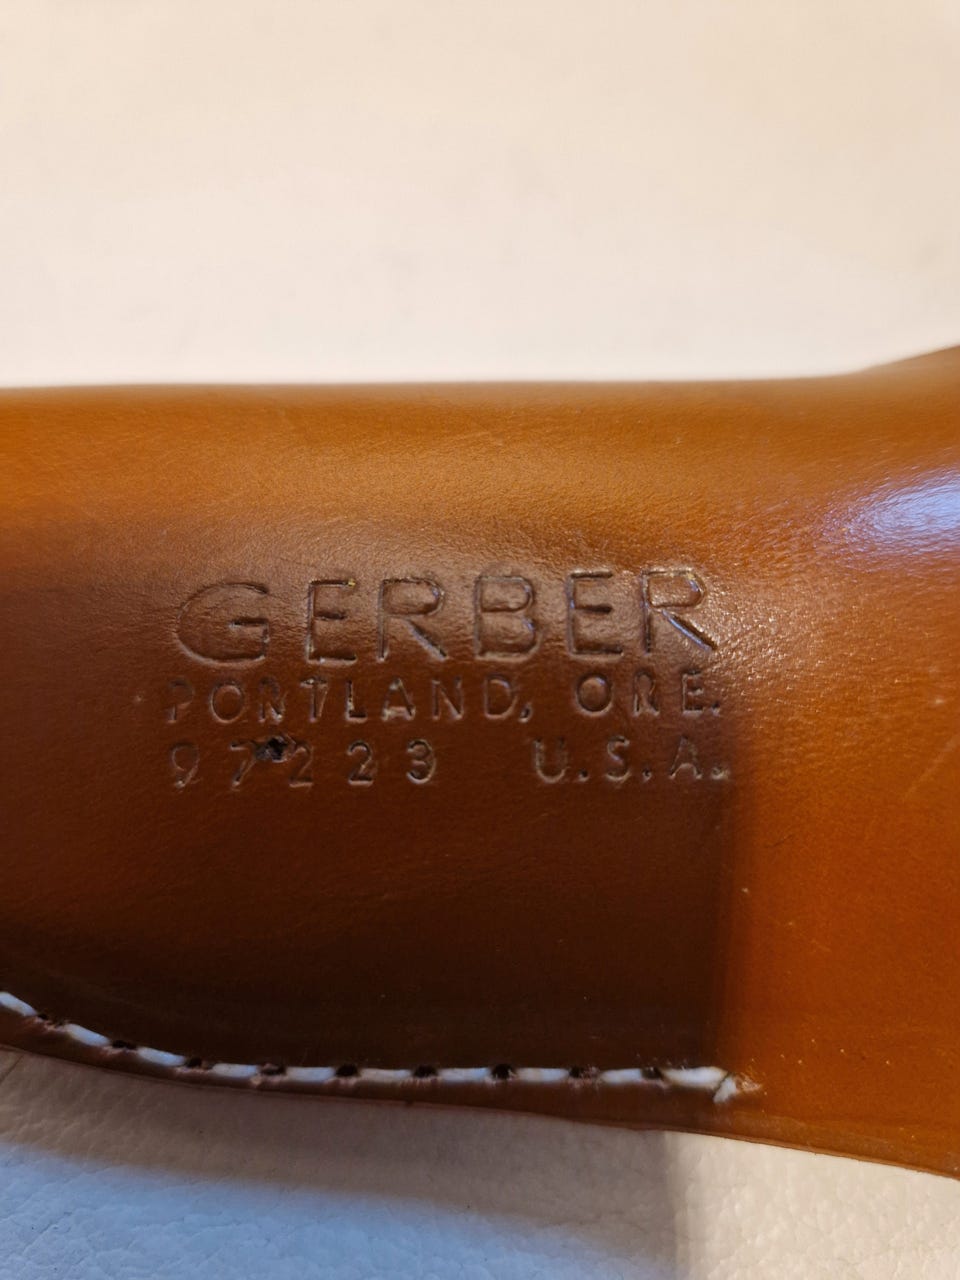 GERBER
PORTLAND, ORE.
97223 U.S.A.